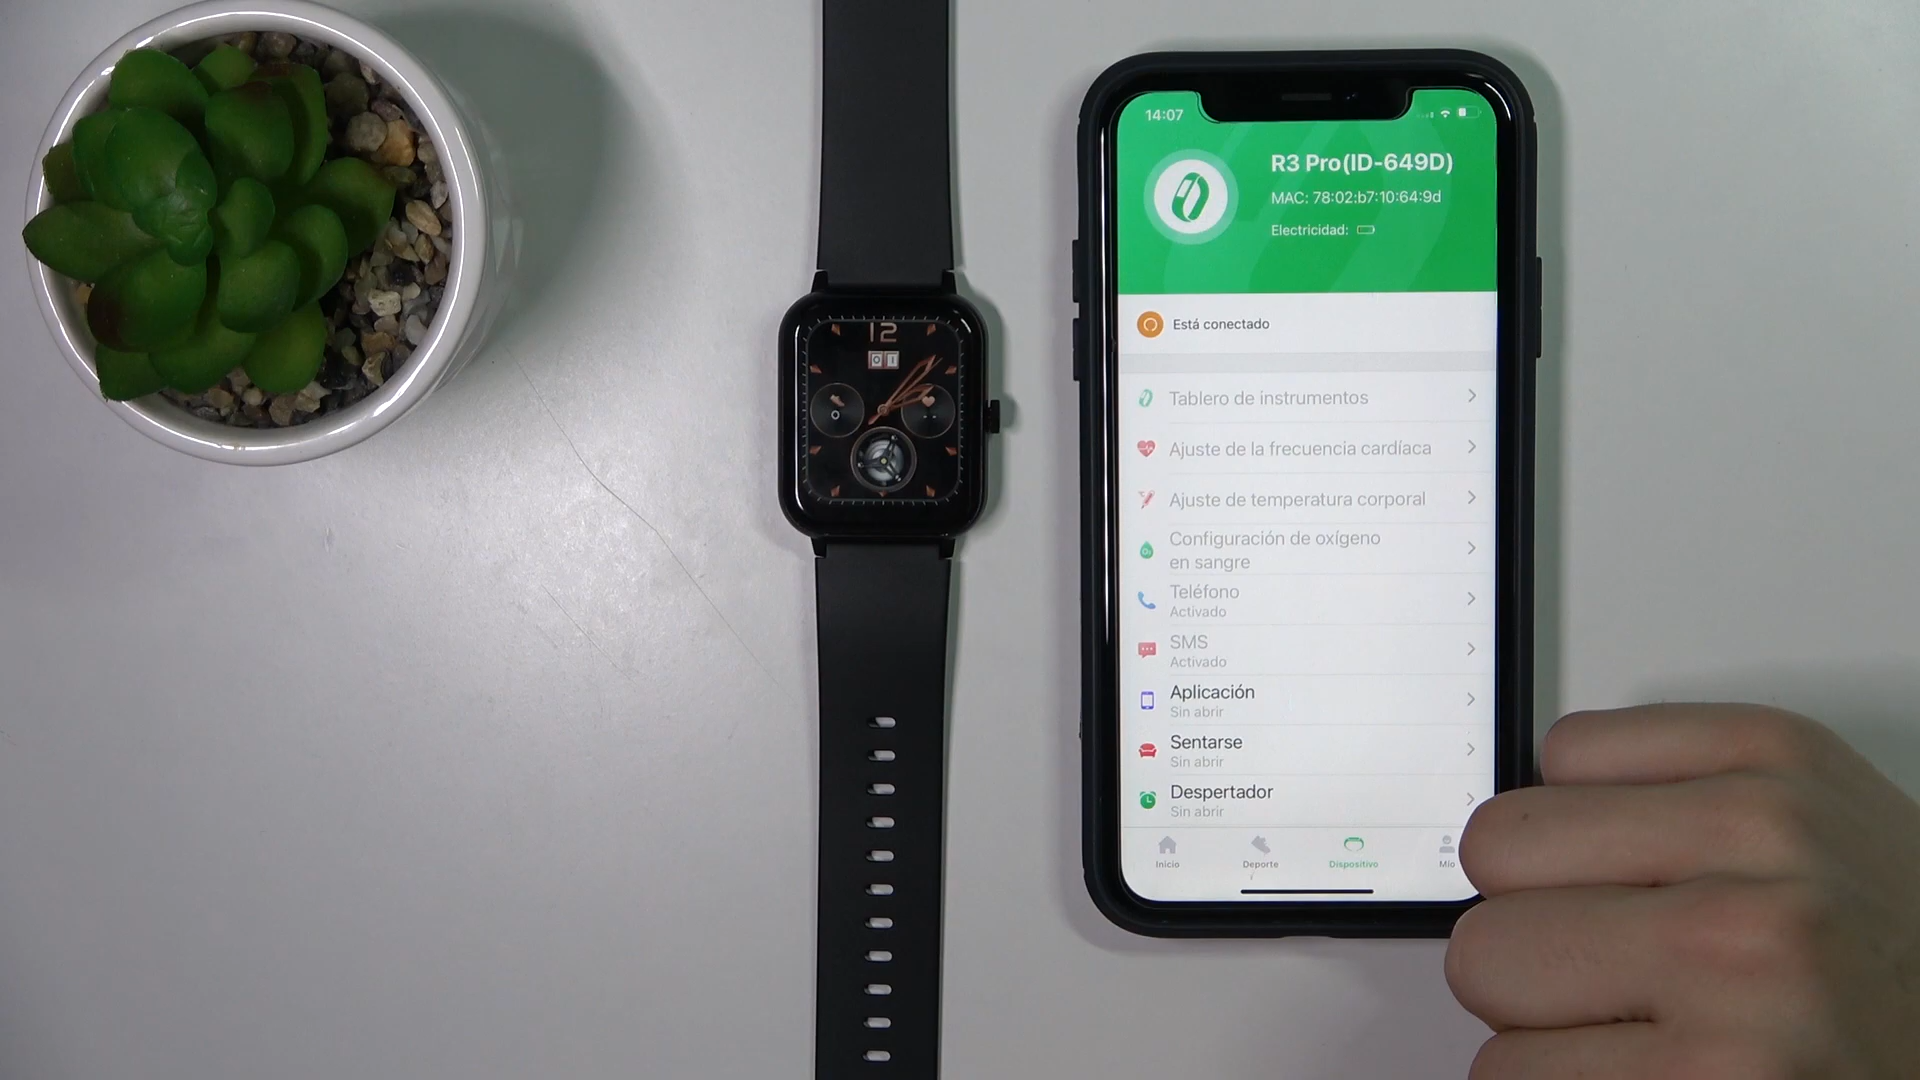 12
01
0
14:07
R3 Pro(ID-649D)
MAC: 78:02:b7:10:64:9d
Electricidad:
Está conectado
Tablero de instrumentos
Ajuste de la frecuencia cardíaca
Ajuste de temperatura corporal
Configuración de oxígeno
en sangre
Teléfono
Activado
SMS
Activado
Aplicación
Sin abrir
Sentarse
Sin abrir
Despertador
Sin abrir
Inicio
Deporte
Dispositivo
Mío